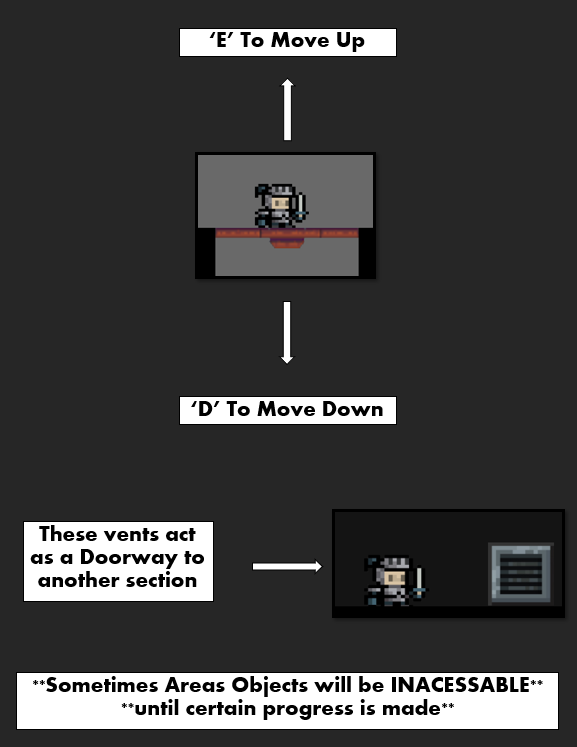 ‘E’ To Move Up
‘D’ To Move Down
These vents act
as a Doorway to
another section
**Sometimes Areas Objects will be INACESSABLE**
**until certain progress is made**